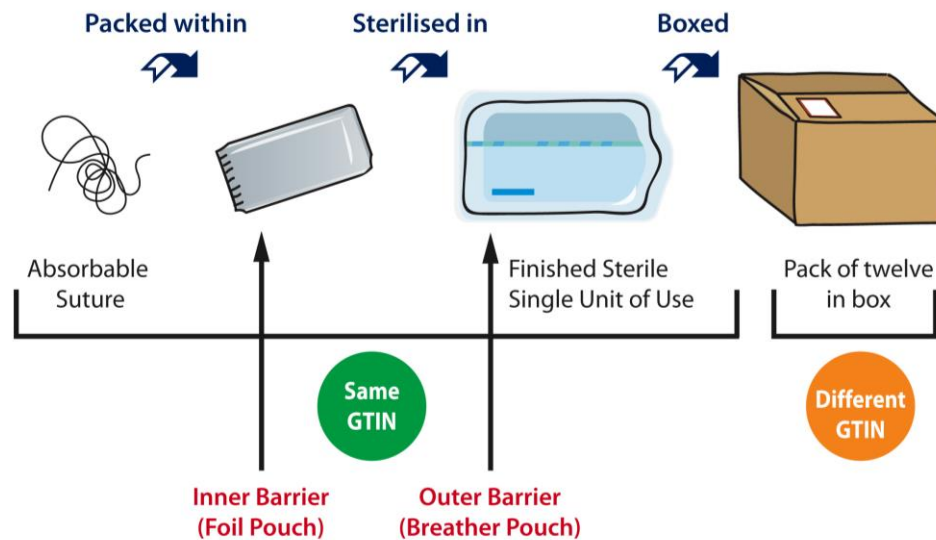 Packed within
Sterilised in
Boxed
Absorbable
Suture
Finished Sterile
Single Unit of Use
Pack of twelve
in box
Same
GTIN
Different
GTIN
Inner Barrier
(Foil Pouch)
Outer Barrier
(Breather Pouch)